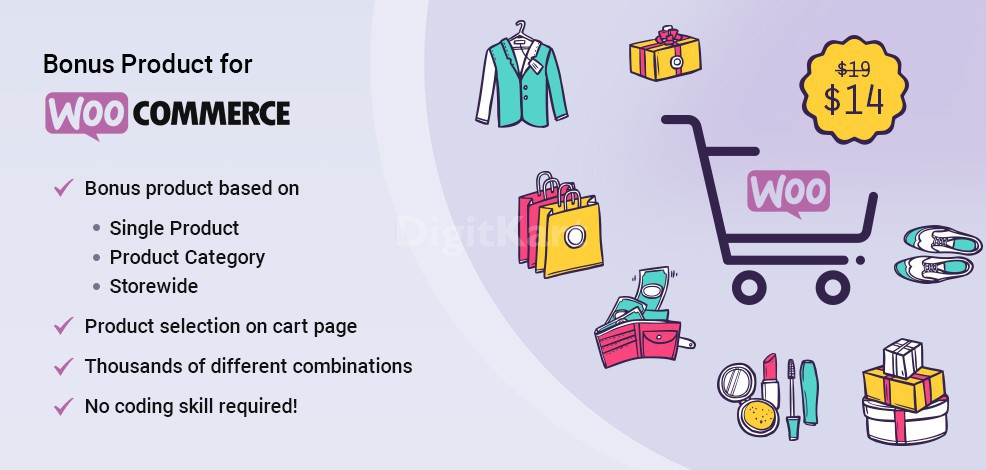 Bonus Product for
WOO COMMERCE
Bonus product based on
Single Product
Product Category
Storewide
Product selection on cart page
Thousands of different combinations
No coding skill required!
$19
$14
WOO
DigitKart